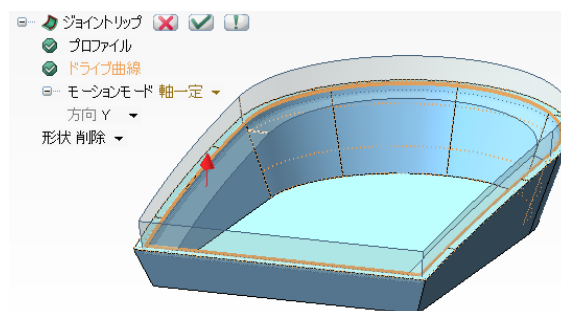 ジョイントリップ
プロファイル
ドライブ曲線
モーションモード 軸一定
方向 Y
形状 削除